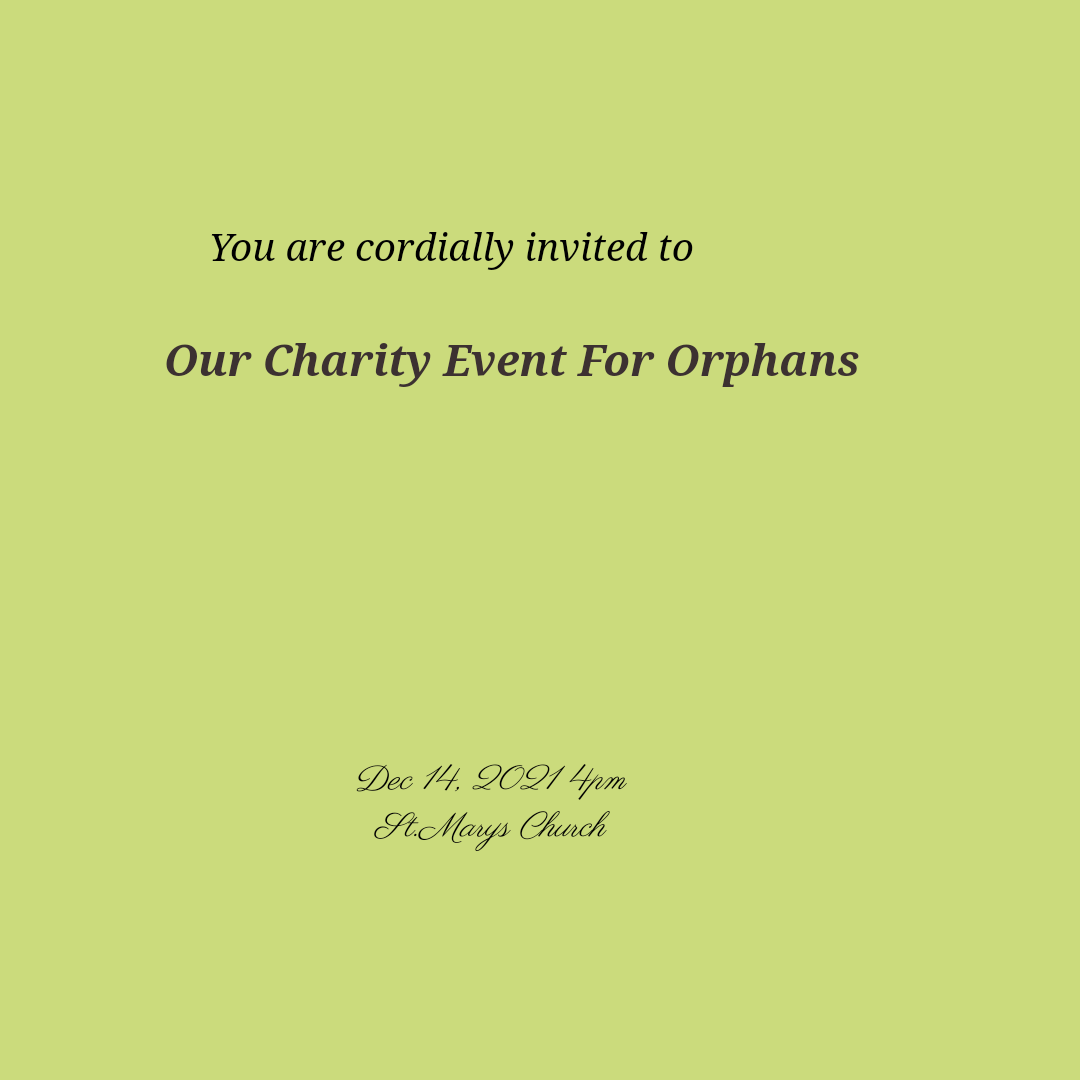 You are cordially invited to
Our Charity Event For Orphans
Dec 14, 2021 4pm
St.Marys Church